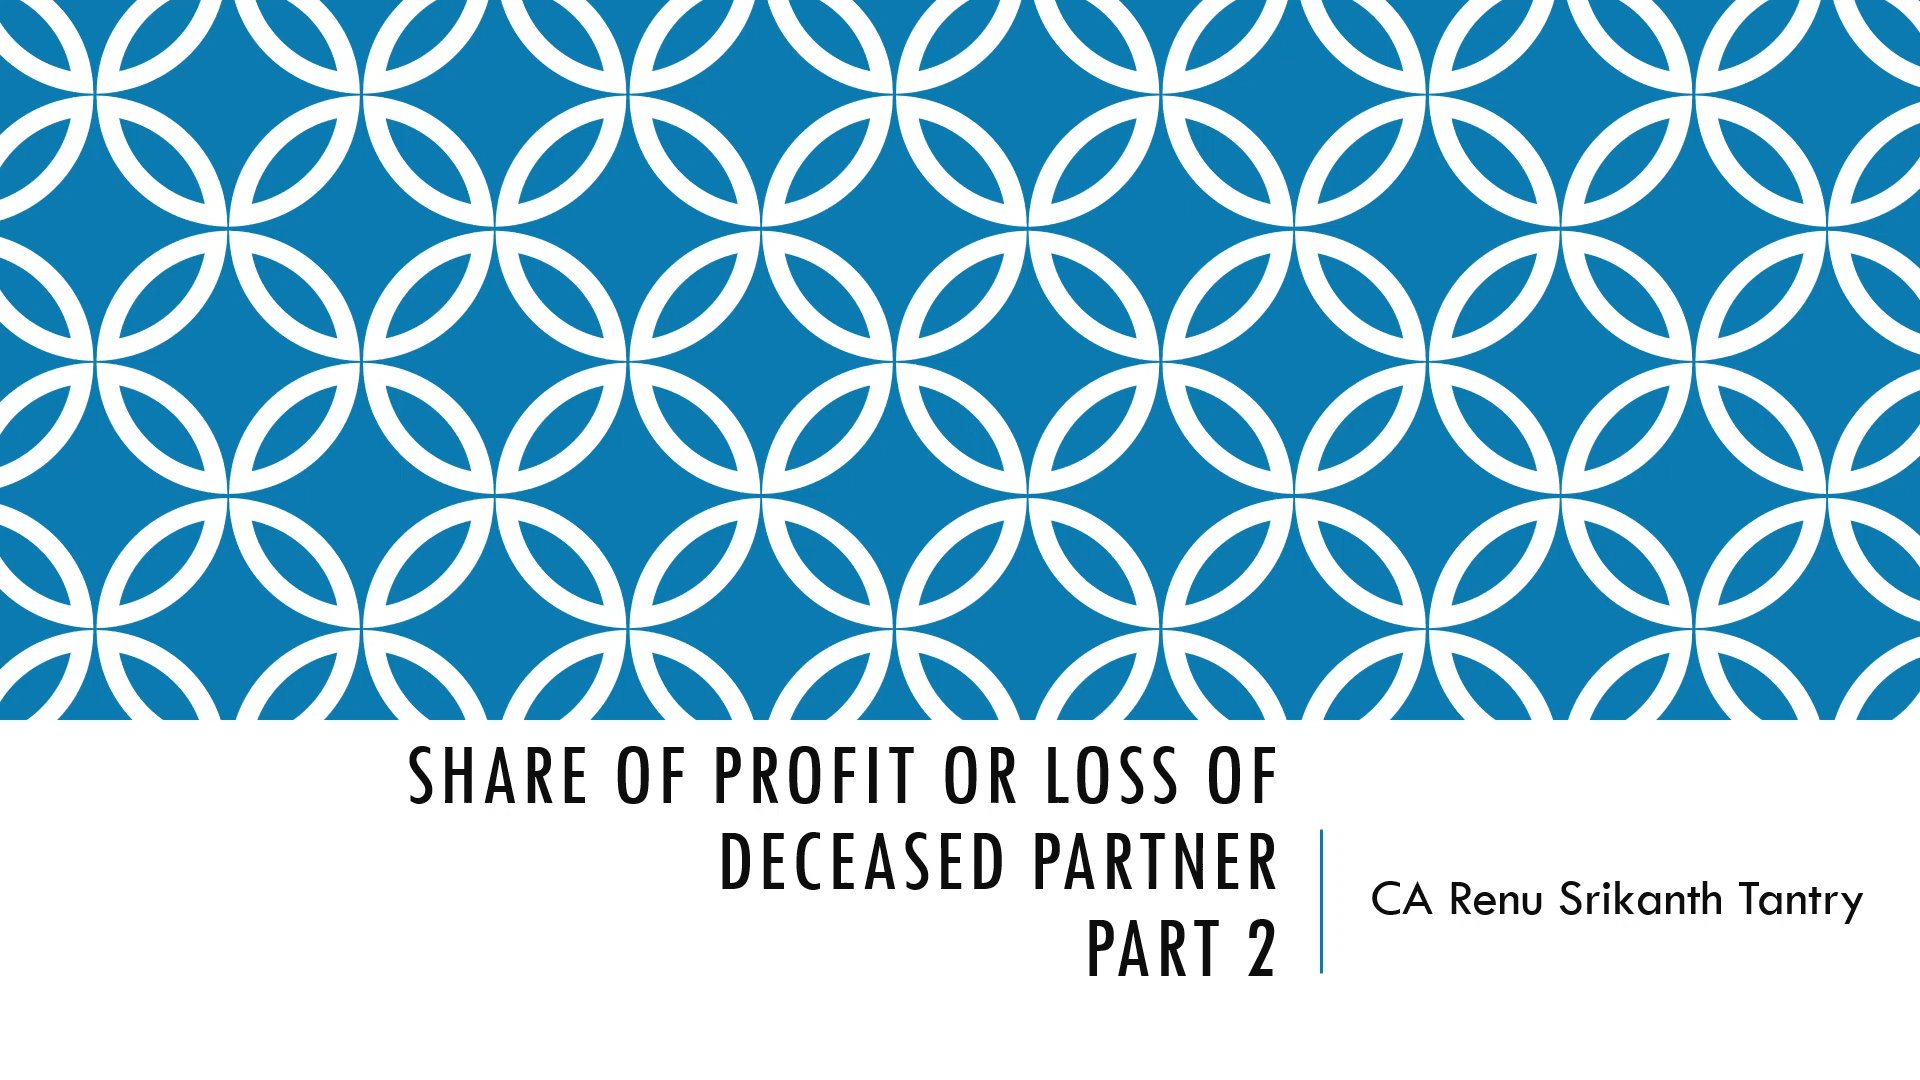 SHARE OF PROFIT OR LOSS OF
DECEASED PARTNER
PART 2
CA Renu Srikanth Tantry